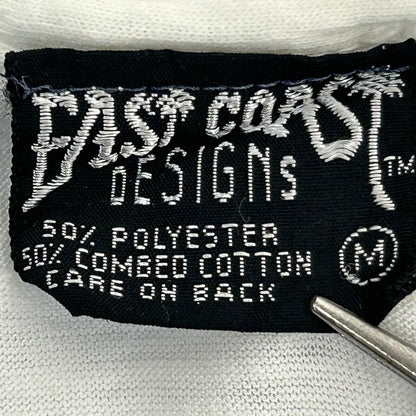 EAST COAST
DESIGNS ™
50% POLYESTER
50% COMBED COTTON
CARE ON BACK
M